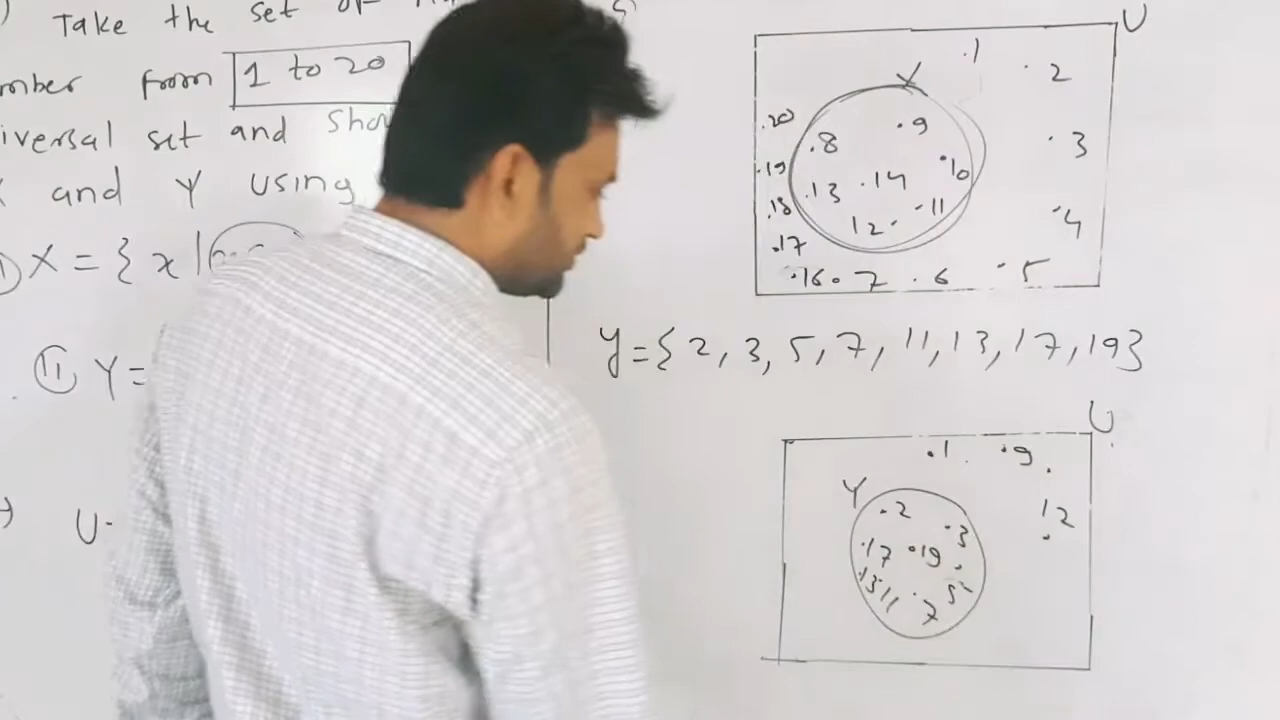 Take the set of
mber from 1 to 20
iversal set and Sho
and Y using
X = { x |
(ii) Y =
U
U
Y
.1
. 2
.20
.8
. 9
. 3
.19
.13
. 14
. 10
.18
12 .
. 11
. 4
.17
.16
. 7
. 6
. 5
Y = { 2, 3, 5, 7, 11, 13, 17, 19 }
U
.1
. 9
Y
. 2
. 3
12
.17
. 19
. 5
.13
11
. 7